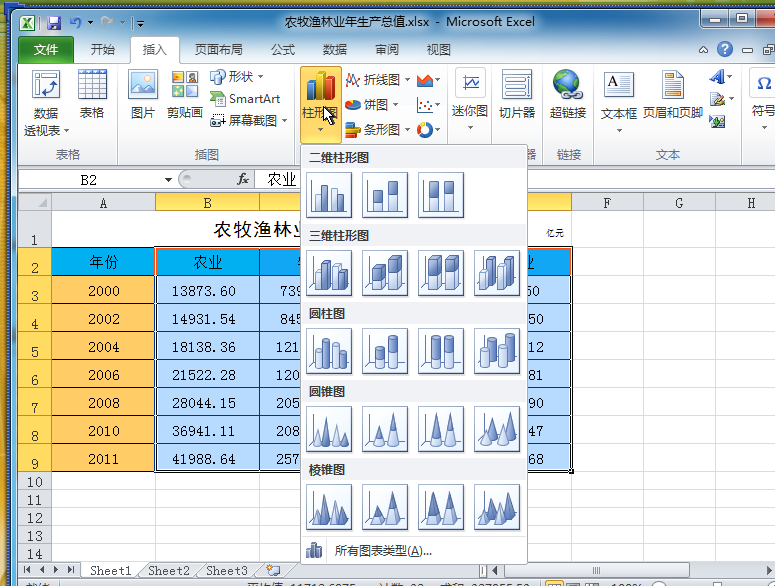 农牧渔林业年生产总值.xlsx - Microsoft Excel
文件 开始 插入 页面布局 公式 数据 审阅 视图
数据透视表 表格 图片 剪贴画 形状 SmartArt 屏幕截图 柱形图 折线图 饼图 条形图 迷你图 切片器 超链接 文本框 页眉和页脚 符号
表格 插图 器 链接 文本
B2 fx 农业
A B F G H
1 农牧渔林业 亿元
2 年份 农业 业
3 2000 13873.60 739 50
4 2002 14931.54 845 50
5 2004 18138.36 121 12
6 2006 21522.28 120 81
7 2008 28044.15 205 90
8 2010 36941.11 208 47
9 2011 41988.64 257 68
10
11
12
13
14
二维柱形图
三维柱形图
圆柱图
圆锥图
棱锥图
所有图表类型(A)...
Sheet1 Sheet2 Sheet3